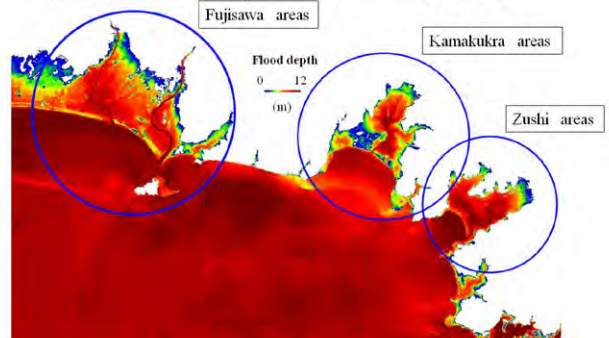 Fujisawa areas
Kamakukra areas
Flood depth
0 12
(m)
Zushi areas